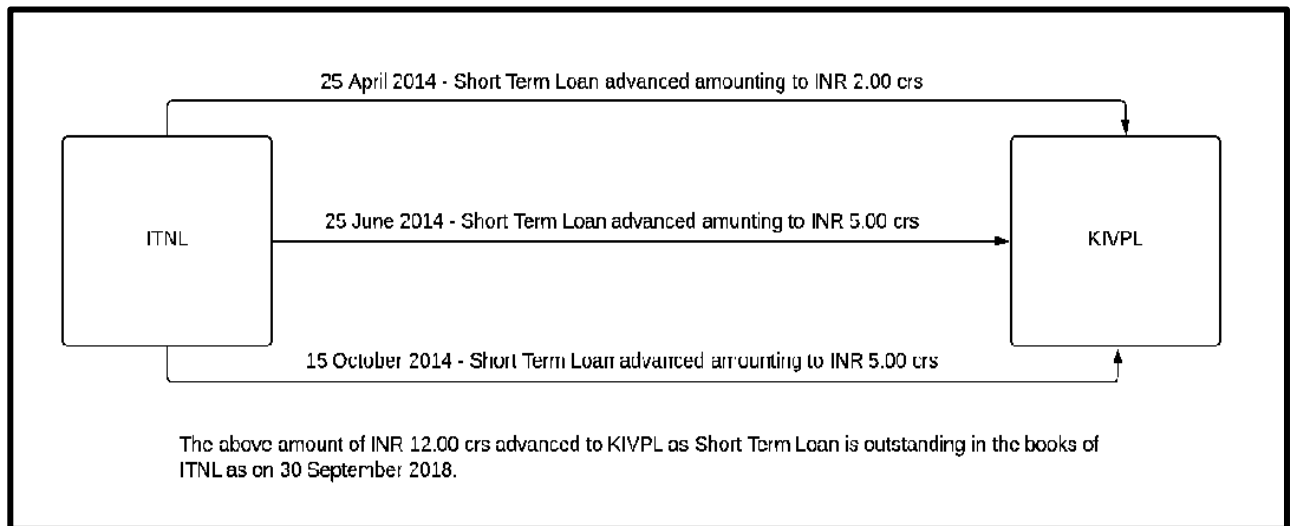 25 April 2014 - Short Term Loan advanced amounting to INR 2.00 crs
ITNL
25 June 2014 - Short Term Loan advanced amunting to INR 5.00 crs
KIVPL
15 October 2014 - Short Term Loan advanced amounting to INR 5.00 crs
The above amount of INR 12.00 crs advanced to KIVPL as Short Term Loan is outstanding in the books of
ITNL as on 30 September 2018.